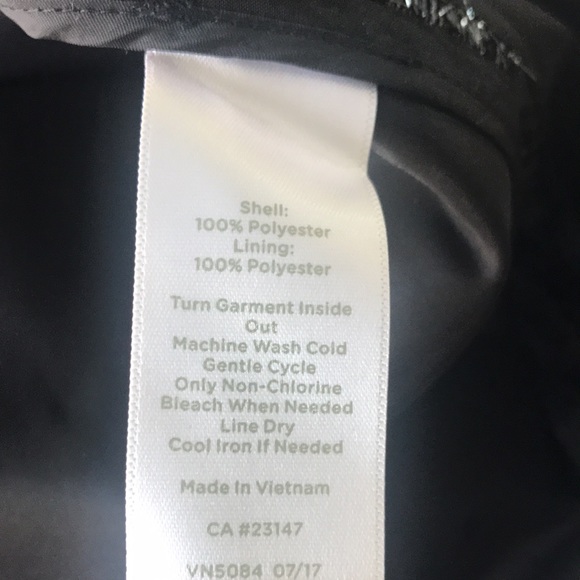 Shell:
100% Polyester
Lining:
100% Polyester
Turn Garment Inside
Out
Machine Wash Cold
Gentle Cycle
Only Non-Chlorine
Bleach When Needed
Line Dry
Cool Iron If Needed
Made In Vietnam
CA #23147
VN5084 07/17